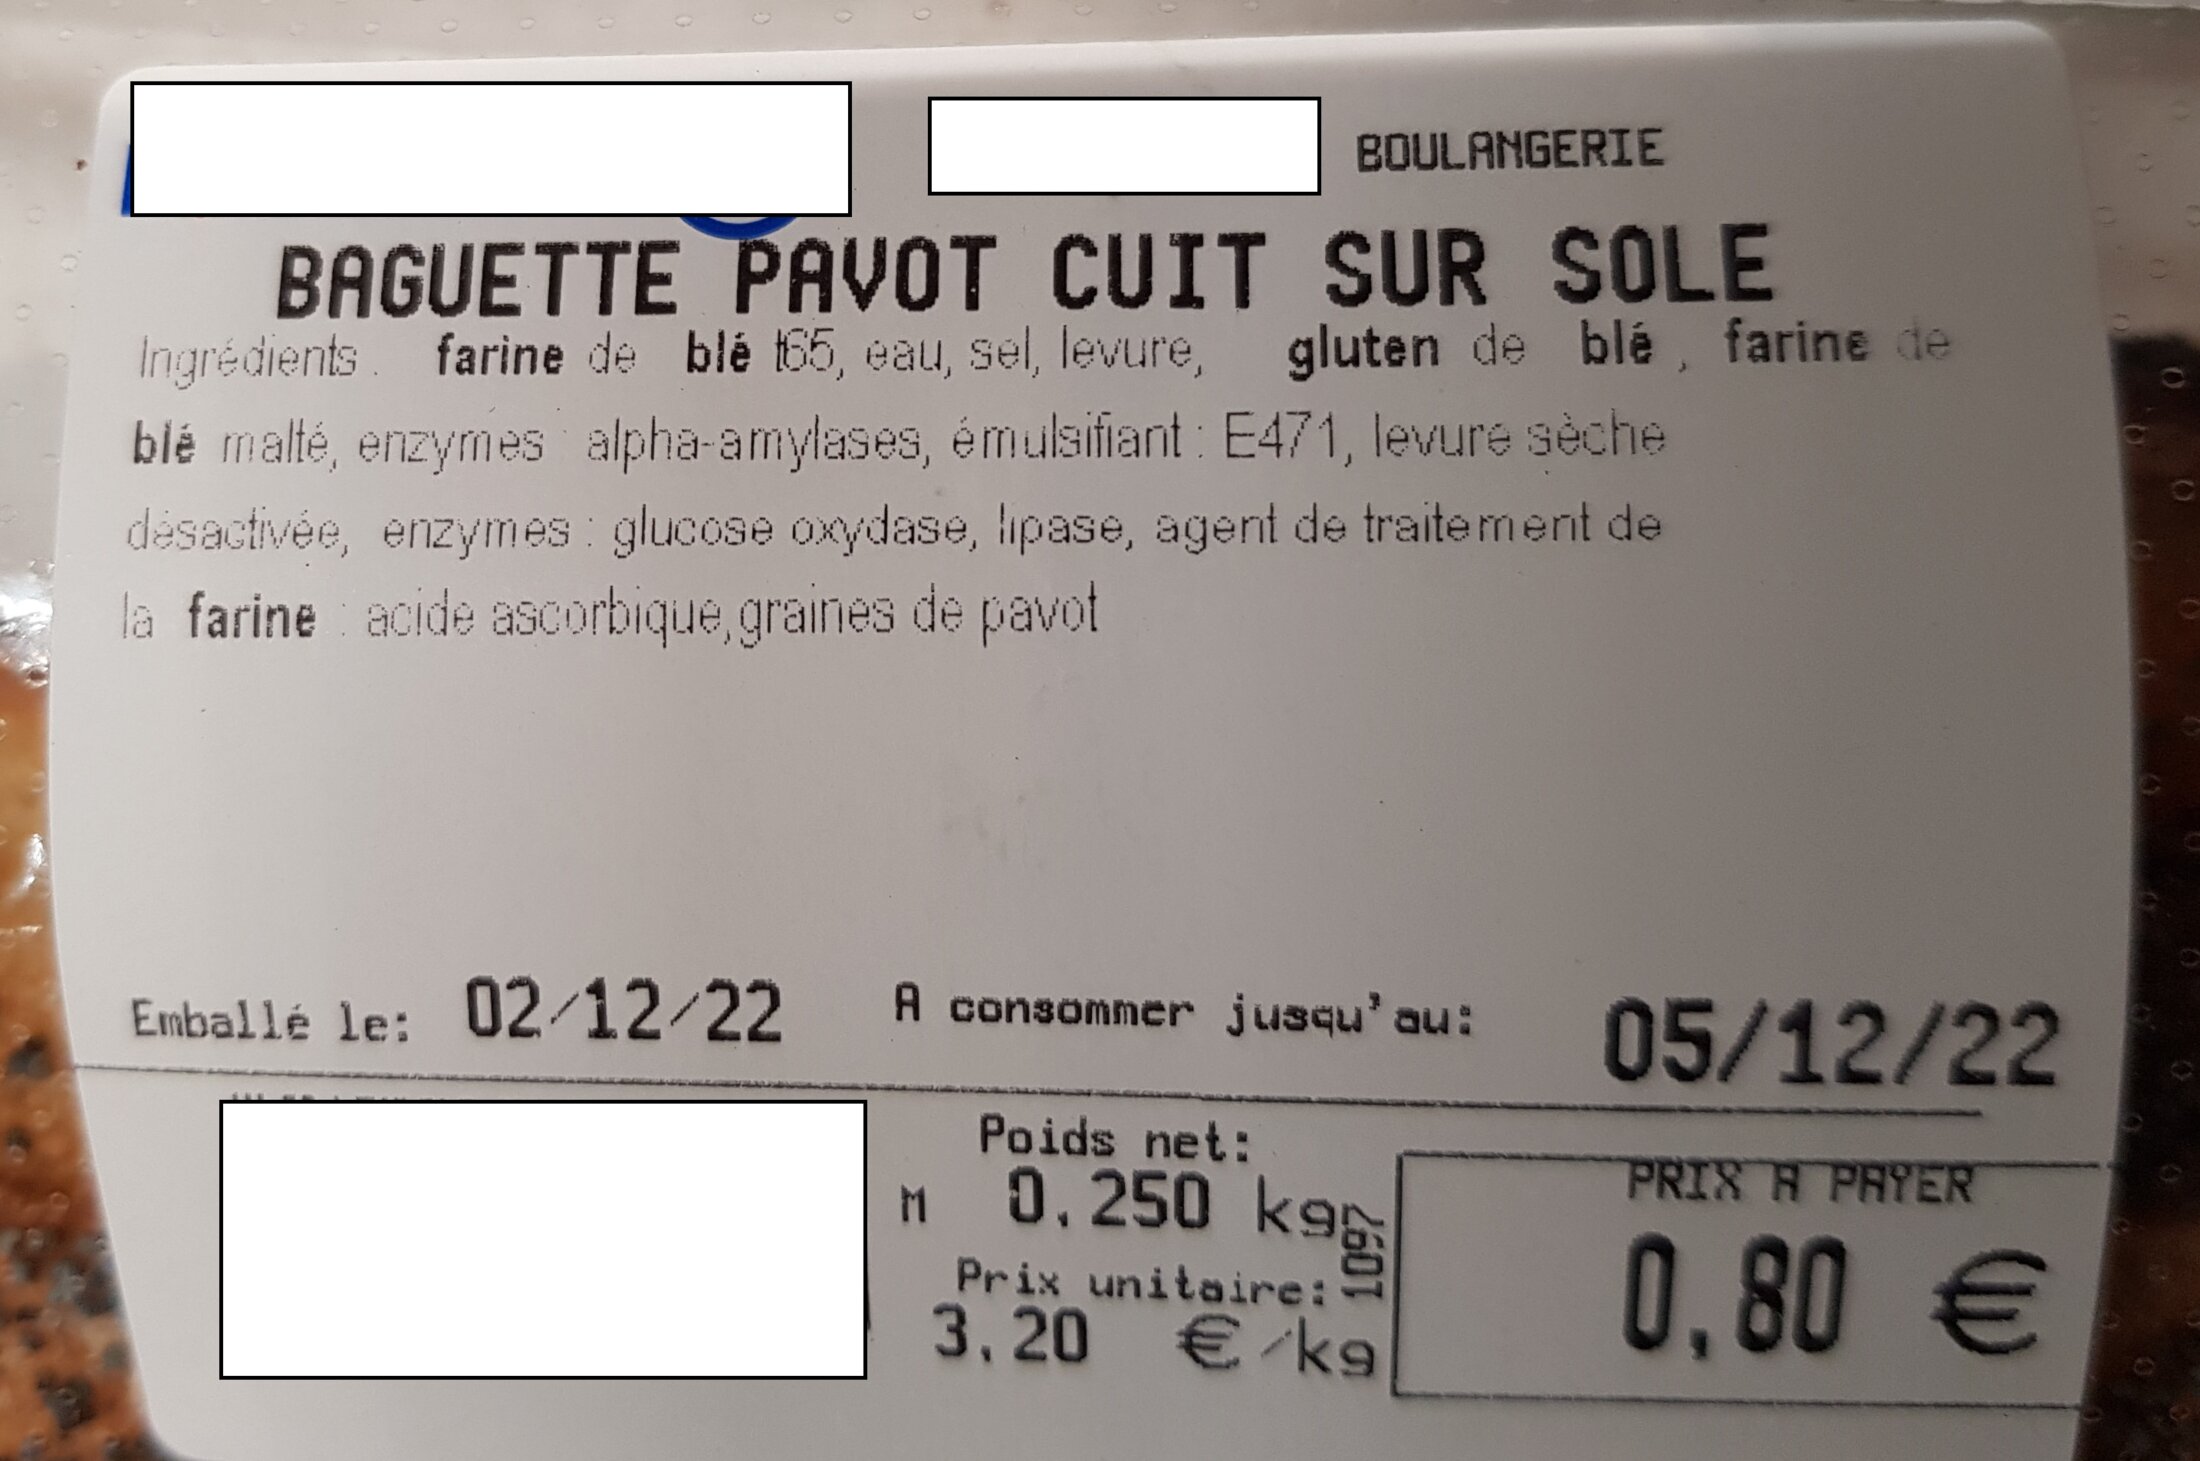 BOULANGERIE
BAGUETTE PAVOT CUIT SUR SOLE
Ingrédients : farine de blé t65, eau, sel, levure, gluten de blé , farine de
blé malté, enzymes : alpha-amylases, émulsifiant : E471, levure sèche
désactivée, enzymes : glucose oxydase, lipase, agent de traitement de
la farine : acide ascorbique,graines de pavot
Emballé le: 02/12/22 A consommer jusqu'au: 05/12/22
Poids net:
M 0,250 kg
1097
Prix unitaire:
3,20 €/kg
PRIX A PAYER
0,80 €